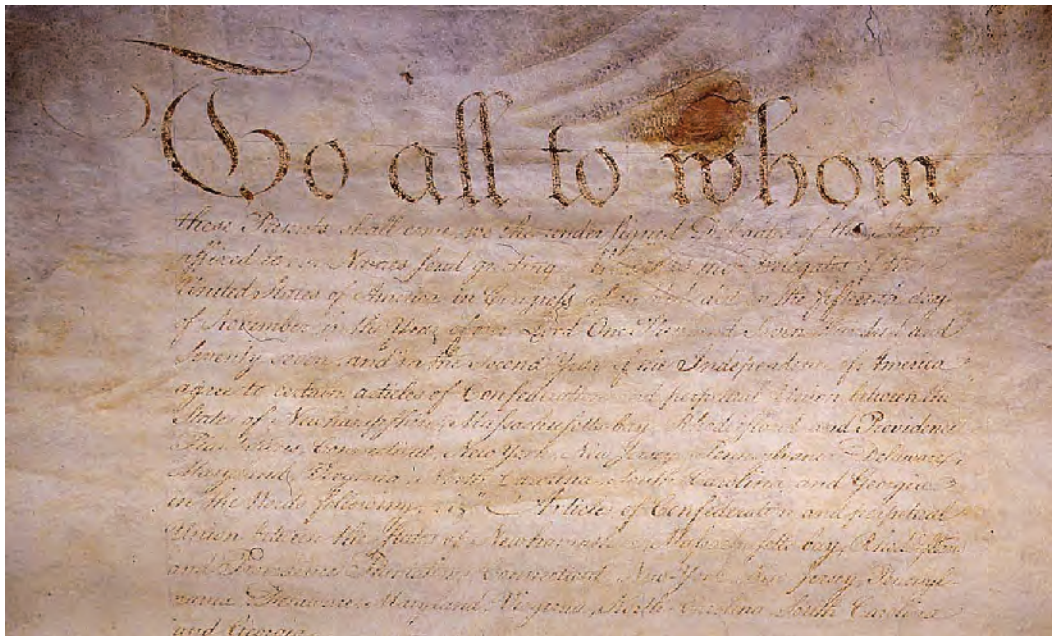 To all to whom
these Presents shall come, we the undersigned Delegates of the States
affixed to our Names send greeting. Whereas the Delegates of the
United States of America in Congress assembled did on the fifteenth day
of November in the Year of our Lord One Thousand Seven Hundred and
Seventy seven, and in the Second Year of the Independence of America
agree to certain articles of Confederation and perpetual Union between the
States of Newhampshire, Massachusetts-bay, Rhodeisland and Providence
Plantations, Connecticut, New York, New Jersey, Pennsylvania, Delaware,
Maryland, Virginia, North-Carolina, South-Carolina and Georgia
in the Words following, viz. Articles of Confederation and perpetual
Union between the States of Newhampshire, Massachusetts-bay, Rhodeisland
and Providence Plantations, Connecticut, New-York, New-Jersey, Pennsyl-
vania, Delaware, Maryland, Virginia, North-Carolina, South-Carolina
and Georgia